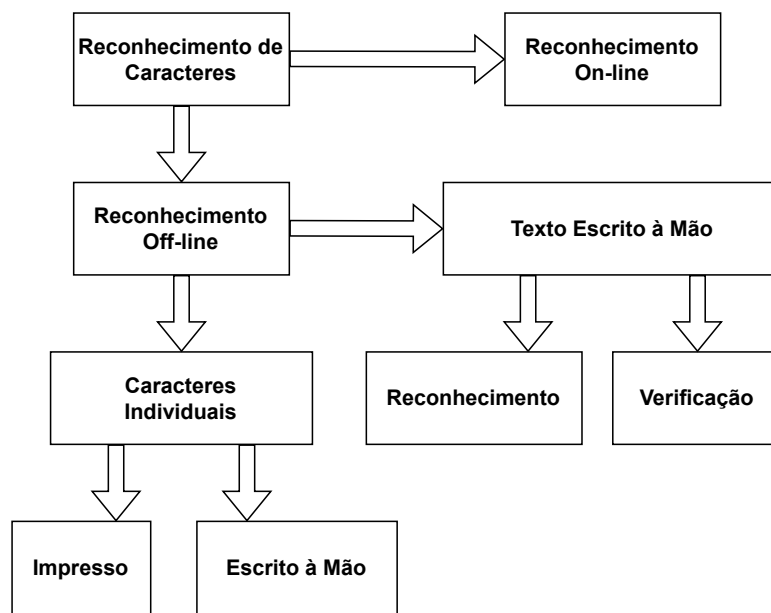 Reconhecimento de
Caracteres
Reconhecimento
On-line
Reconhecimento
Off-line
Texto Escrito à Mão
Caracteres
Individuais
Reconhecimento
Verificação
Impresso
Escrito à Mão